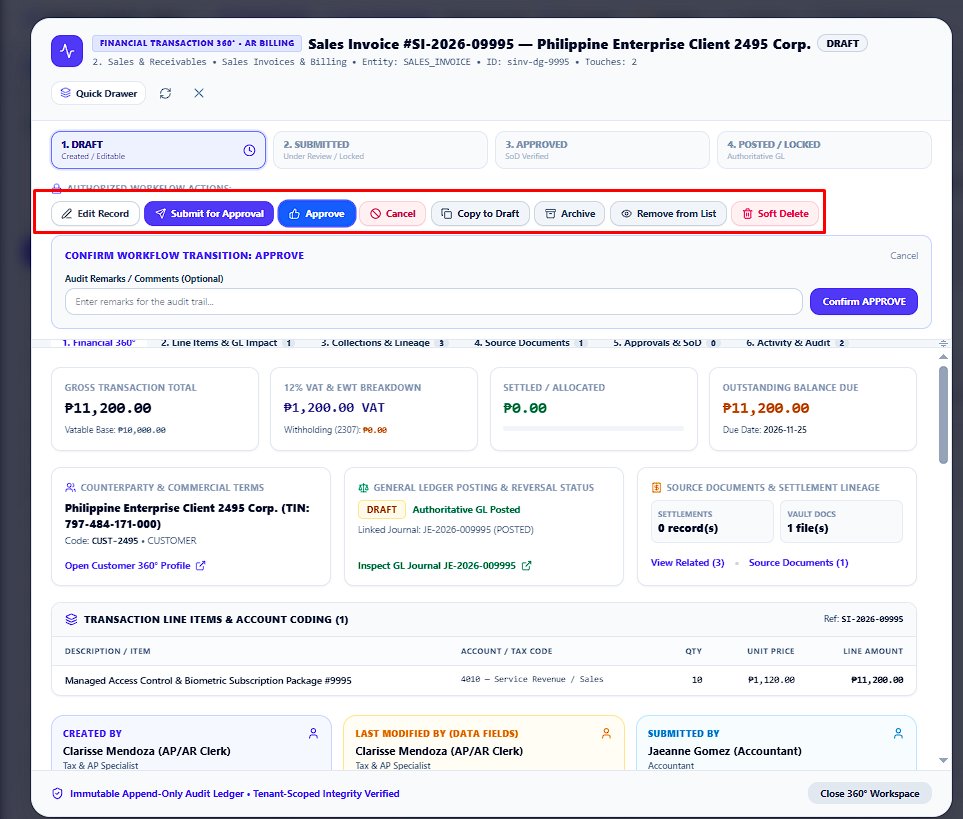 FINANCIAL TRANSACTION 360° • AR BILLING Sales Invoice #SI-2026-09995 — Philippine Enterprise Client 2495 Corp. DRAFT
2. Sales & Receivables • Sales Invoices & Billing • Entity: SALES_INVOICE • ID: sinv-dg-9995 • Touches: 2
Quick Drawer
1. DRAFT
Created / Editable
2. SUBMITTED
Under Review / Locked
3. APPROVED
SoD Verified
4. POSTED / LOCKED
Authoritative GL
AUTHORIZED WORKFLOW ACTIONS:
Edit Record Submit for Approval Approve Cancel Copy to Draft Archive Remove from List Soft Delete
CONFIRM WORKFLOW TRANSITION: APPROVE Cancel
Audit Remarks / Comments (Optional)
Enter remarks for the audit trail... Confirm APPROVE
1. Financial 360° 2. Line Items & GL Impact 1 3. Collections & Lineage 3 4. Source Documents 1 5. Approvals & SoD 0 6. Activity & Audit 2
GROSS TRANSACTION TOTAL
₱11,200.00
Vatable Base: ₱10,000.00
12% VAT & EWT BREAKDOWN
₱1,200.00 VAT
Withholding (2307): ₱0.00
SETTLED / ALLOCATED
₱0.00
OUTSTANDING BALANCE DUE
₱11,200.00
Due Date: 2026-11-25
COUNTERPARTY & COMMERCIAL TERMS
Philippine Enterprise Client 2495 Corp. (TIN:
797-484-171-000)
Code: CUST-2495 • CUSTOMER
Open Customer 360° Profile
GENERAL LEDGER POSTING & REVERSAL STATUS
DRAFT Authoritative GL Posted
Linked Journal: JE-2026-009995 (POSTED)
Inspect GL Journal JE-2026-009995
SOURCE DOCUMENTS & SETTLEMENT LINEAGE
SETTLEMENTS
0 record(s)
VAULT DOCS
1 file(s)
View Related (3) • Source Documents (1)
TRANSACTION LINE ITEMS & ACCOUNT CODING (1) Ref: SI-2026-09995
DESCRIPTION / ITEM ACCOUNT / TAX CODE QTY UNIT PRICE LINE AMOUNT
Managed Access Control & Biometric Subscription Package #9995 4010 — Service Revenue / Sales 10 ₱1,120.00 ₱11,200.00
CREATED BY
Clarisse Mendoza (AP/AR Clerk)
Tax & AP Specialist
LAST MODIFIED BY (DATA FIELDS)
Clarisse Mendoza (AP/AR Clerk)
Tax & AP Specialist
SUBMITTED BY
Jaeanne Gomez (Accountant)
Accountant
Immutable Append-Only Audit Ledger • Tenant-Scoped Integrity Verified
Close 360° Workspace